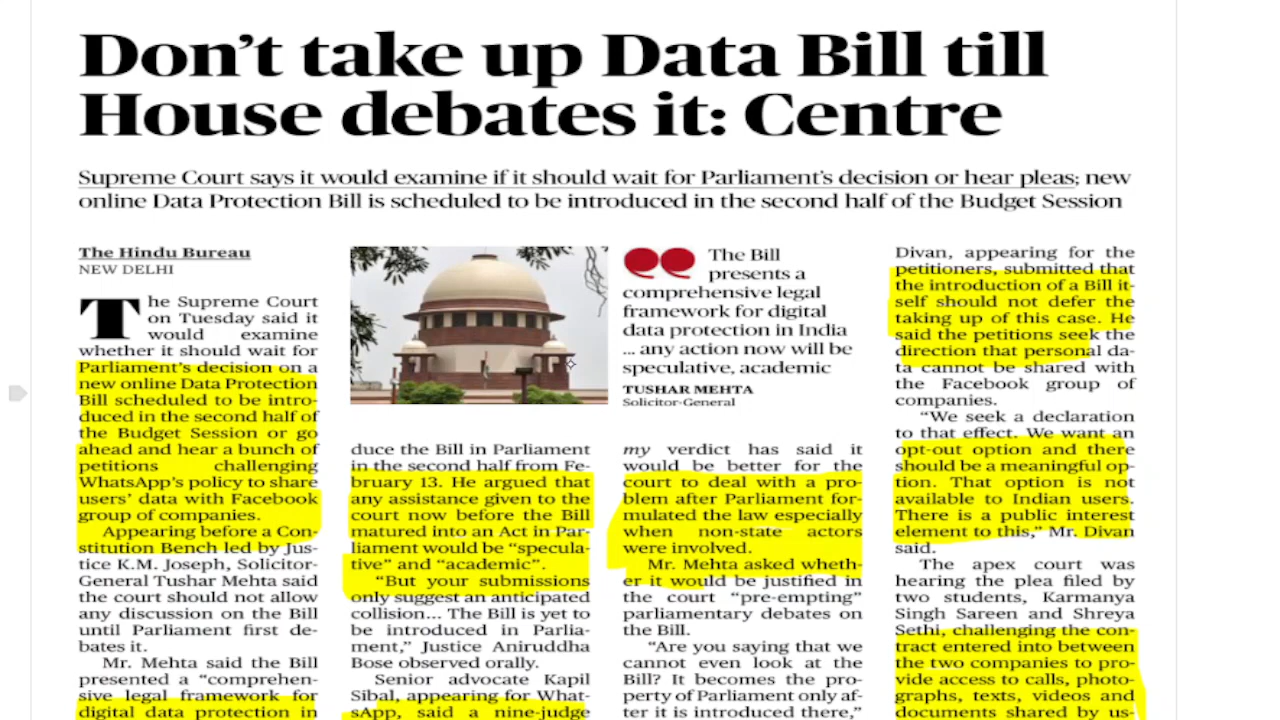 Don't take up Data Bill till
House debates it: Centre
Supreme Court says it would examine if it should wait for Parliament's decision or hear pleas; new
online Data Protection Bill is scheduled to be introduced in the second half of the Budget Session
The Hindu Bureau
NEW DELHI
The Supreme Court
on Tuesday said it
would examine
whether it should wait for
Parliament's decision on a
new online Data Protection
Bill scheduled to be intro-
duced in the second half of
the Budget Session or go
ahead and hear a bunch of
petitions challenging
WhatsApp's policy to share
users' data with Facebook
group of companies.
Appearing before a Con-
stitution Bench led by Jus-
tice K.M. Joseph, Solicitor-
General Tushar Mehta said
the court should not allow
any discussion on the Bill
until Parliament first de-
bates it.
Mr. Mehta said the Bill
presented a “comprehen-
sive legal framework for
digital data protection in
duce the Bill in Parliament
in the second half from Fe-
bruary 13. He argued that
any assistance given to the
court now before the Bill
matured into an Act in Par-
liament would be “specula-
tive” and “academic”.
“But your submissions
only suggest an anticipated
collision... The Bill is yet to
be introduced in Parlia-
ment,” Justice Aniruddha
Bose observed orally.
Senior advocate Kapil
Sibal, appearing for What-
sApp, said a nine-judge
The Bill
presents a
comprehensive legal
framework for digital
data protection in India
... any action now will be
speculative, academic
TUSHAR MEHTA
Solicitor-General
my verdict has said it
would be better for the
court to deal with a pro-
blem after Parliament for-
mulated the law especially
when non-state actors
were involved.
Mr. Mehta asked wheth-
er it would be justified in
the court “pre-empting”
parliamentary debates on
the Bill.
“Are you saying that we
cannot even look at the
Bill? It becomes the pro-
perty of Parliament only af-
ter it is introduced there,”
Divan, appearing for the
petitioners, submitted that
the introduction of a Bill it-
self should not defer the
taking up of this case. He
said the petitions seek the
direction that personal da-
ta cannot be shared with
the Facebook group of
companies.
“We seek a declaration
to that effect. We want an
opt-out option and there
should be a meaningful op-
tion. That option is not
available to Indian users.
There is a public interest
element to this,” Mr. Divan
said.
The apex court was
hearing the plea filed by
two students, Karmanya
Singh Sareen and Shreya
Sethi, challenging the con-
tract entered into between
the two companies to pro-
vide access to calls, photo-
graphs, texts, videos and
documents shared by us-